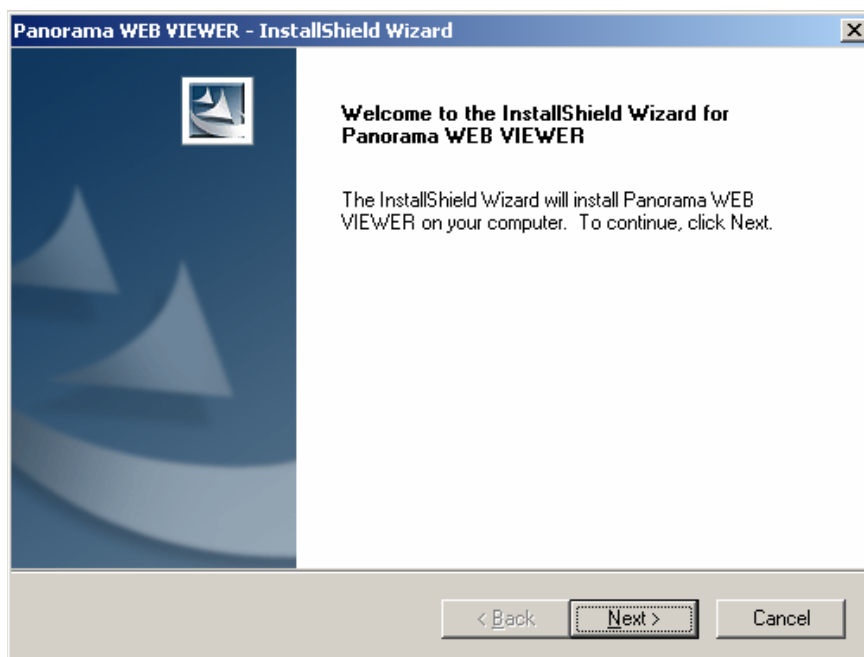 Panorama WEB VIEWER - InstallShield Wizard
Welcome to the InstallShield Wizard for
Panorama WEB VIEWER
The InstallShield Wizard will install Panorama WEB
VIEWER on your computer.  To continue, click Next.
< Back
Next >
Cancel